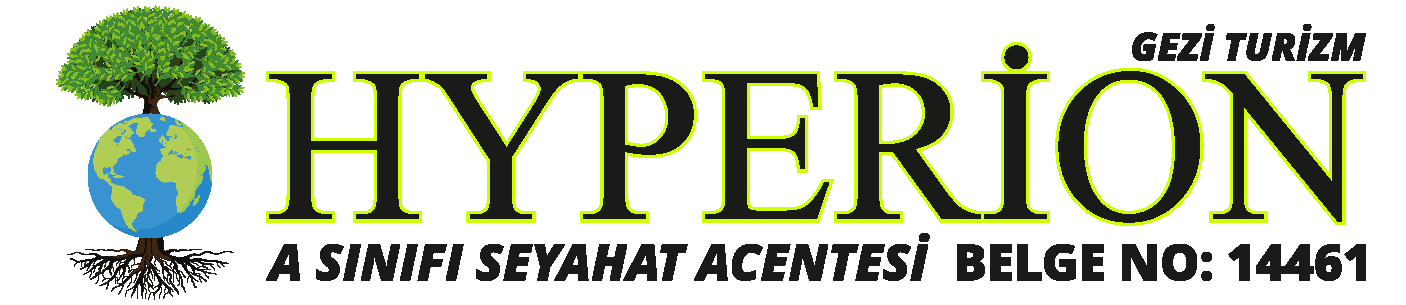 GEZİ TURİZM
HYPERİON
A SINIFI SEYAHAT ACENTESİ BELGE NO: 14461